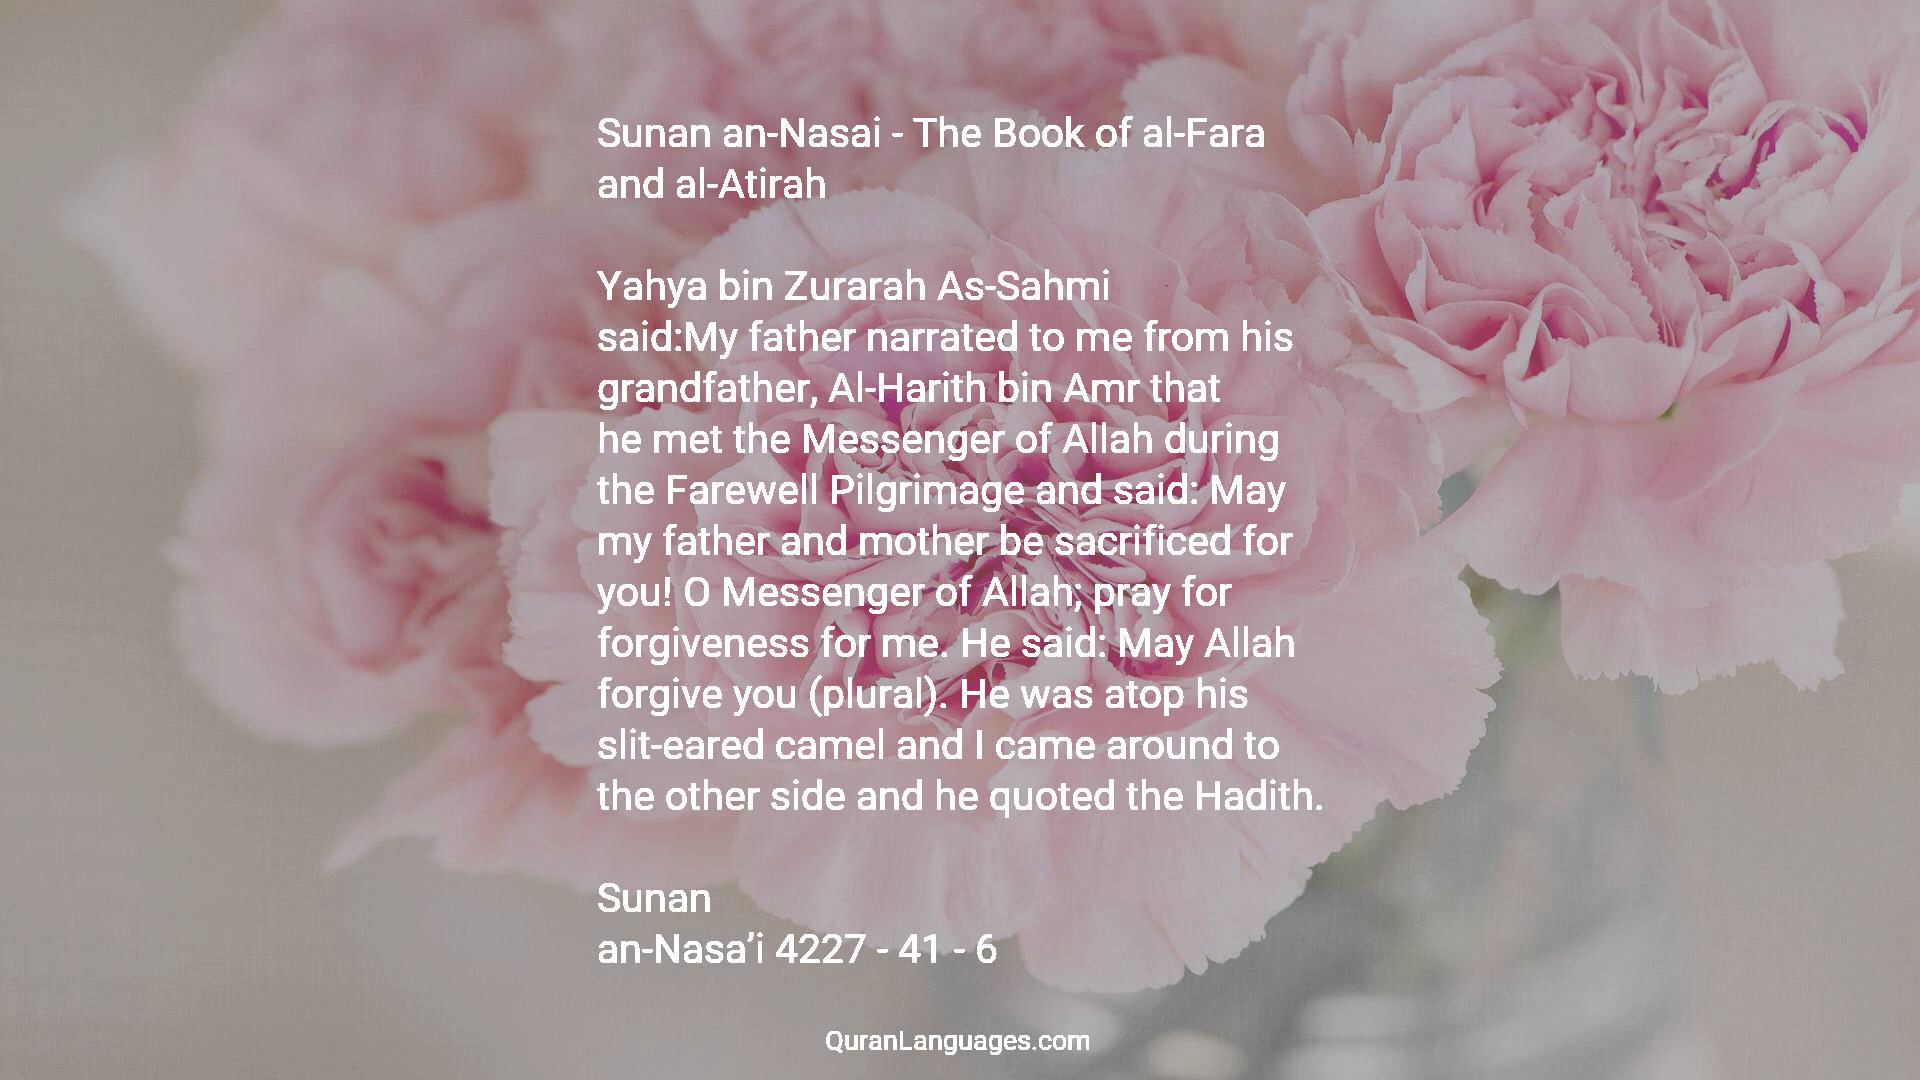 Sunan an-Nasai - The Book of al-Fara
and al-Atirah
Yahya bin Zurarah As-Sahmi
said:My father narrated to me from his
grandfather, Al-Harith bin Amr that
he met the Messenger of Allah during
the Farewell Pilgrimage and said: May
my father and mother be sacrificed for
you! O Messenger of Allah; pray for
forgiveness for me. He said: May Allah
forgive you (plural). He was atop his
slit-eared camel and I came around to
the other side and he quoted the Hadith.
Sunan
an-Nasa’i 4227 - 41 - 6
QuranLanguages.com